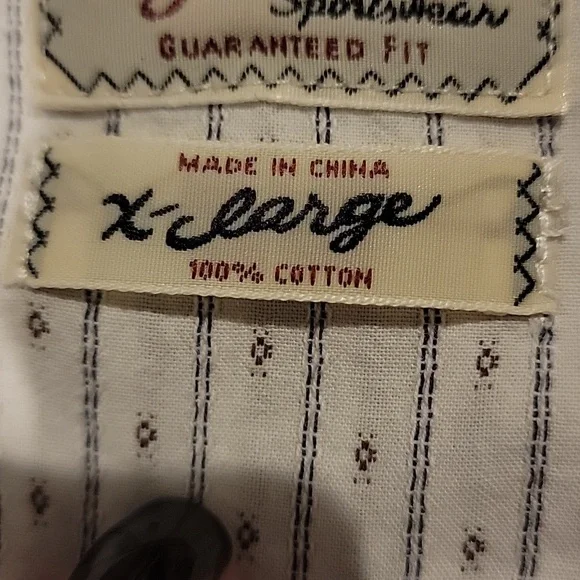 Sportswear
GUARANTEED FIT
MADE IN CHINA
x-large
100% COTTON